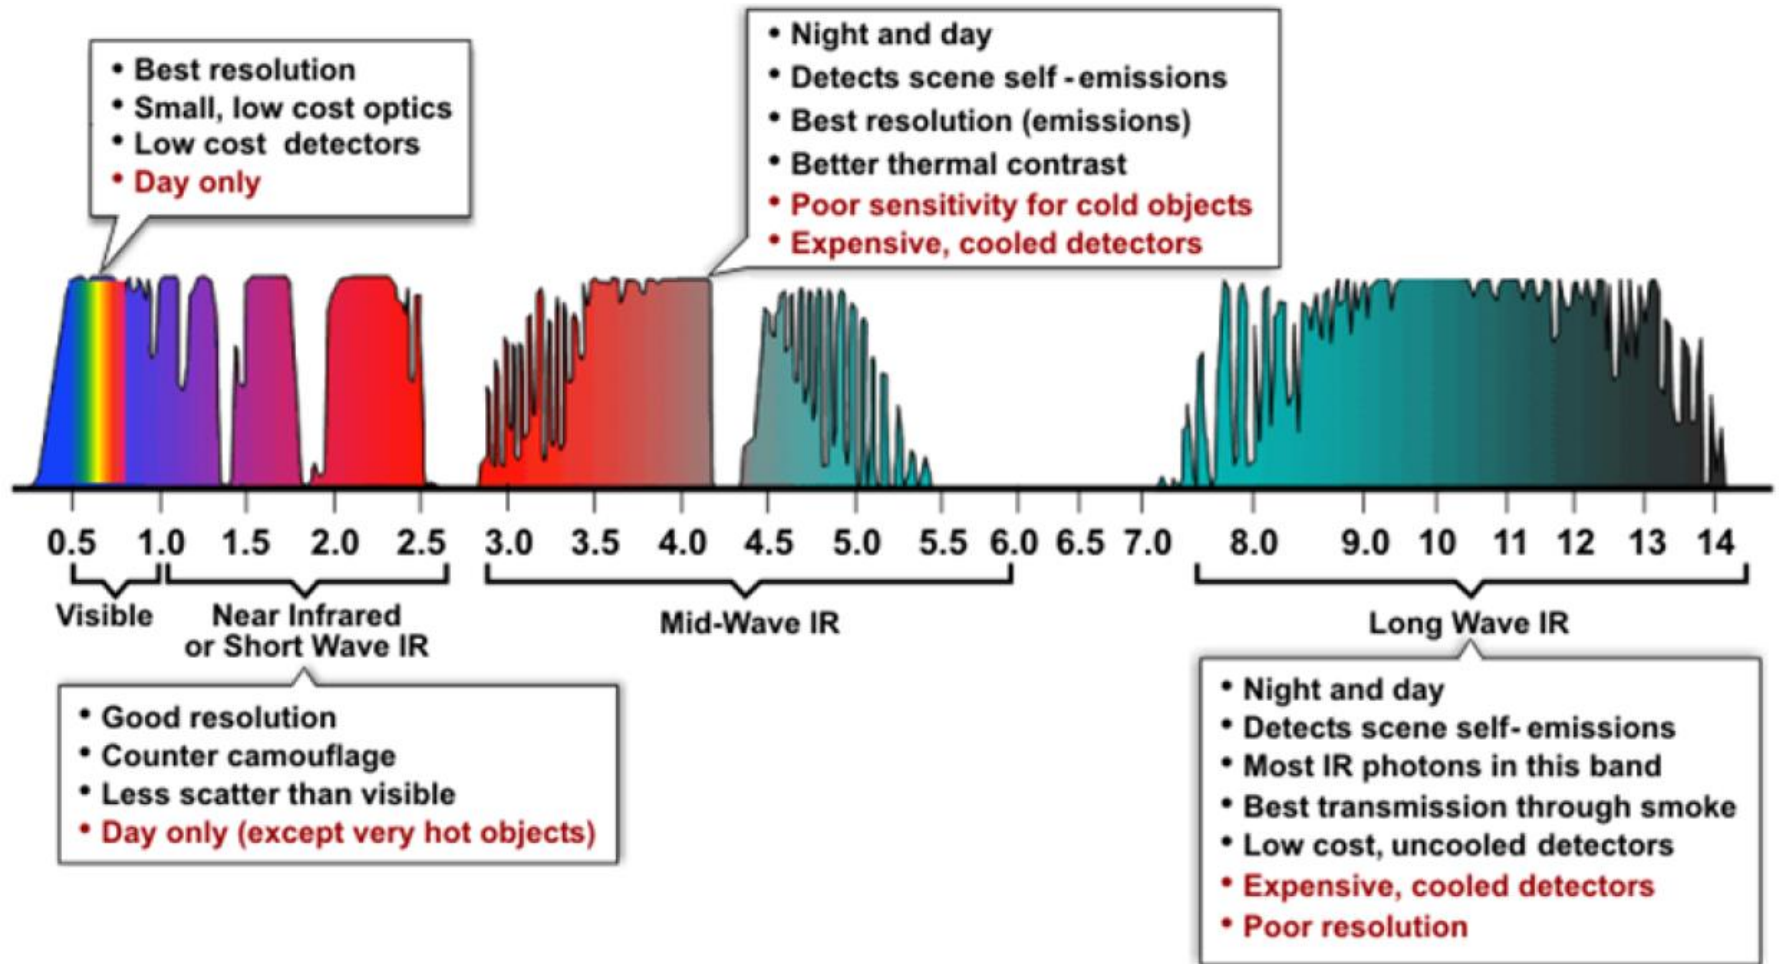 • Best resolution
• Small, low cost optics
• Low cost detectors
• Day only
• Night and day
• Detects scene self-emissions
• Best resolution (emissions)
• Better thermal contrast
• Poor sensitivity for cold objects
• Expensive, cooled detectors
0.5 1.0 1.5 2.0 2.5 3.0 3.5 4.0 4.5 5.0 5.5 6.0 6.5 7.0 8.0 9.0 10 11 12 13 14
Visible
Near Infrared
or Short Wave IR
Mid-Wave IR
Long Wave IR
• Good resolution
• Counter camouflage
• Less scatter than visible
• Day only (except very hot objects)
• Night and day
• Detects scene self-emissions
• Most IR photons in this band
• Best transmission through smoke
• Low cost, uncooled detectors
• Expensive, cooled detectors
• Poor resolution